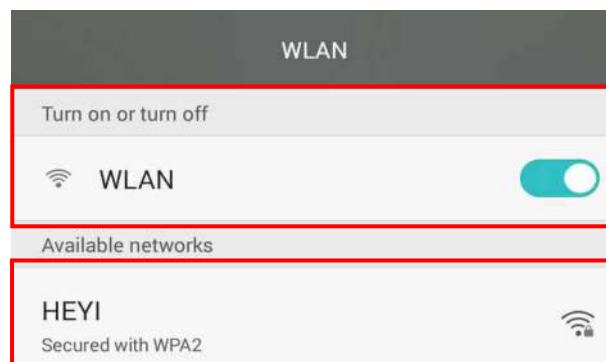 WLAN
Turn on or turn off
WLAN
Available networks
HEYI
Secured with WPA2